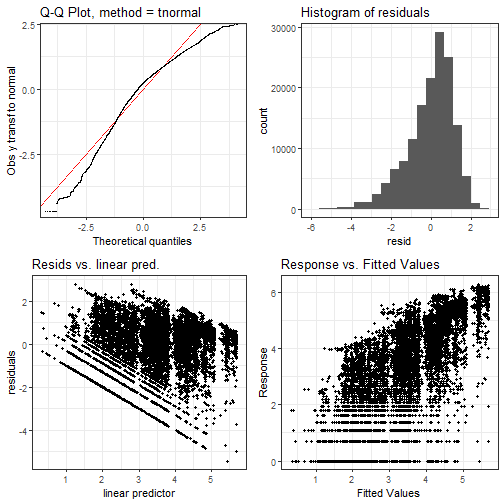 Q-Q Plot, method = tnormal
Obs y transf to normal
2.5
0.0
-2.5
-2.5
0.0
2.5
Theoretical quantiles
Histogram of residuals
count
30000
20000
10000
0
-6
-4
-2
0
2
resid
Resids vs. linear pred.
residuals
2
0
-2
-4
1
2
3
4
5
linear predictor
Response vs. Fitted Values
Response
6
4
2
0
1
2
3
4
5
Fitted Values